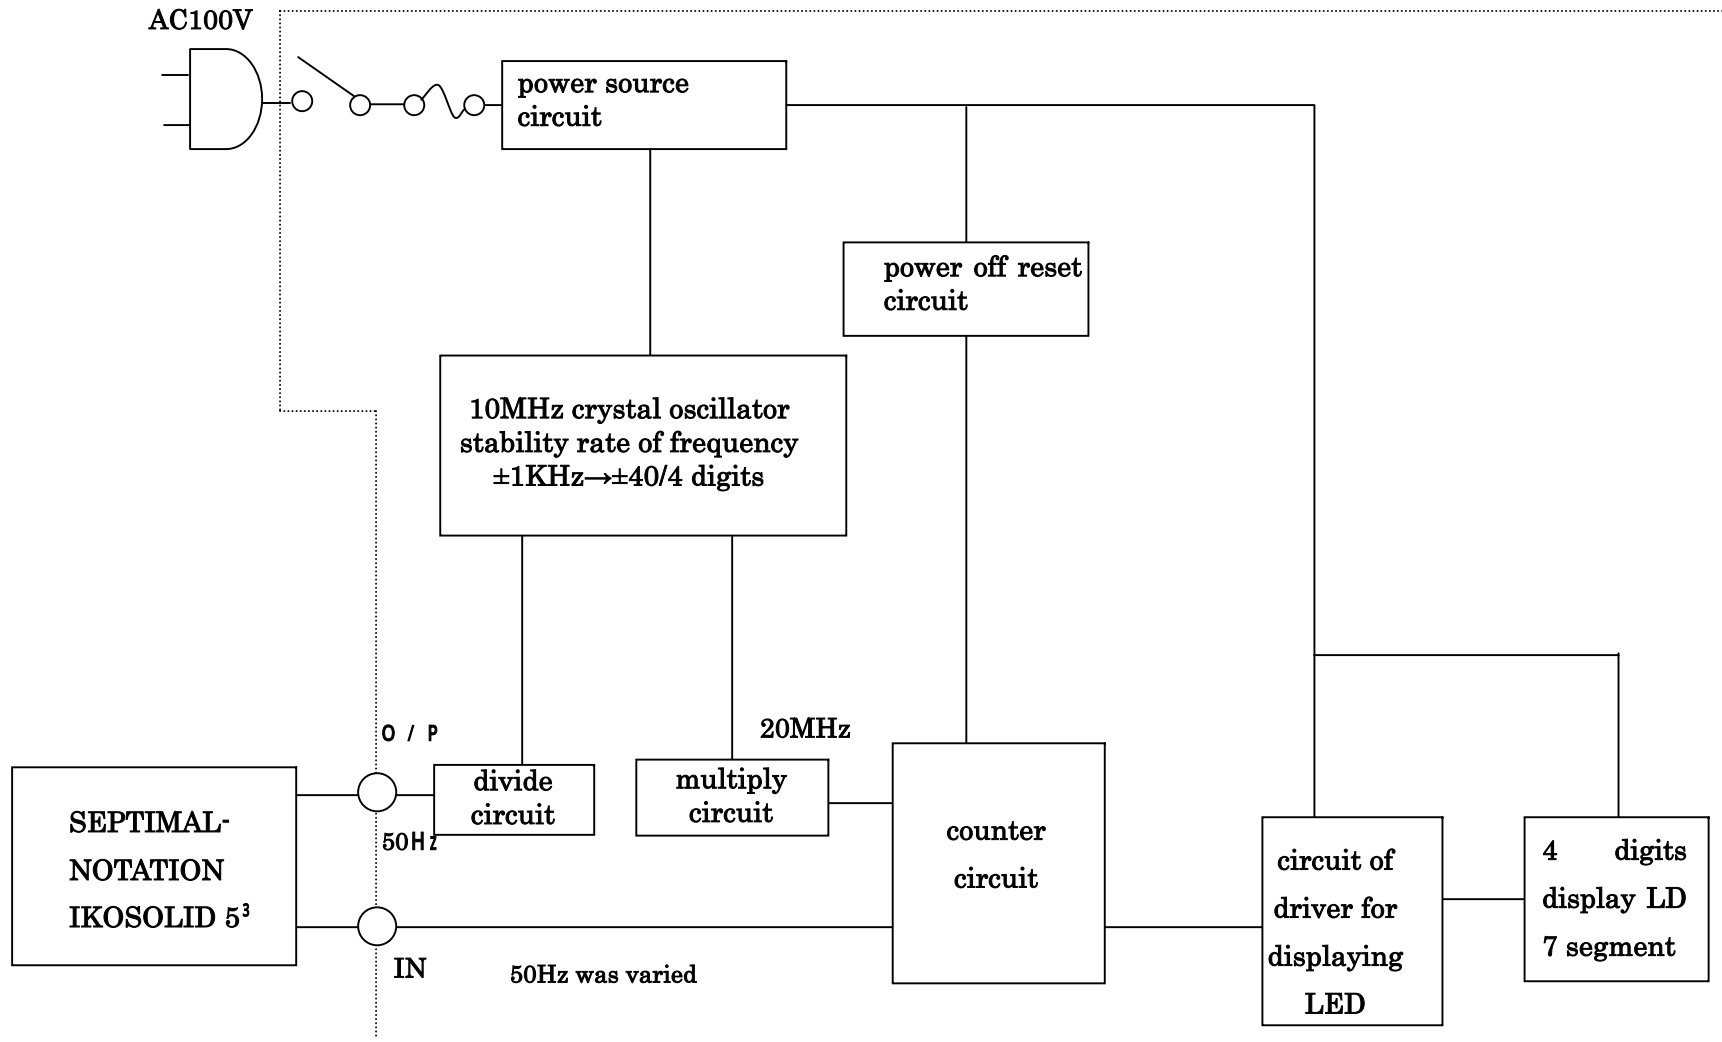 AC100V
power source
circuit
power off reset
circuit
10MHz crystal oscillator
stability rate of frequency
±1KHz→±40/4 digits
O / P
20MHz
divide
circuit
multiply
circuit
50Hz
SEPTIMAL-
NOTATION
IKOSOLID 5³
counter
circuit
circuit of
driver for
displaying
LED
4 digits
display LD
7 segment
IN
50Hz was varied